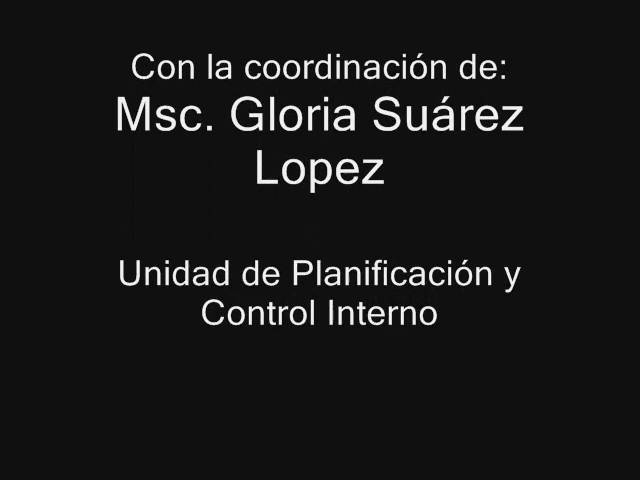 Con la coordinación de:
Msc. Gloria Suárez
Lopez
Unidad de Planificación y
Control Interno